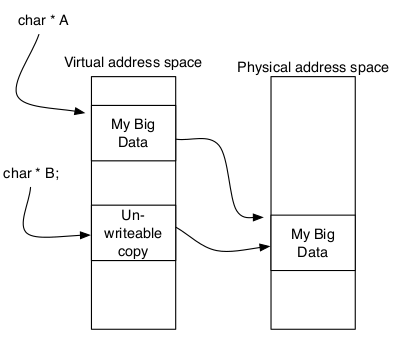 char * A
Virtual address space
Physical address space
My Big
Data
char * B;
Un-
writeable
copy
My Big
Data